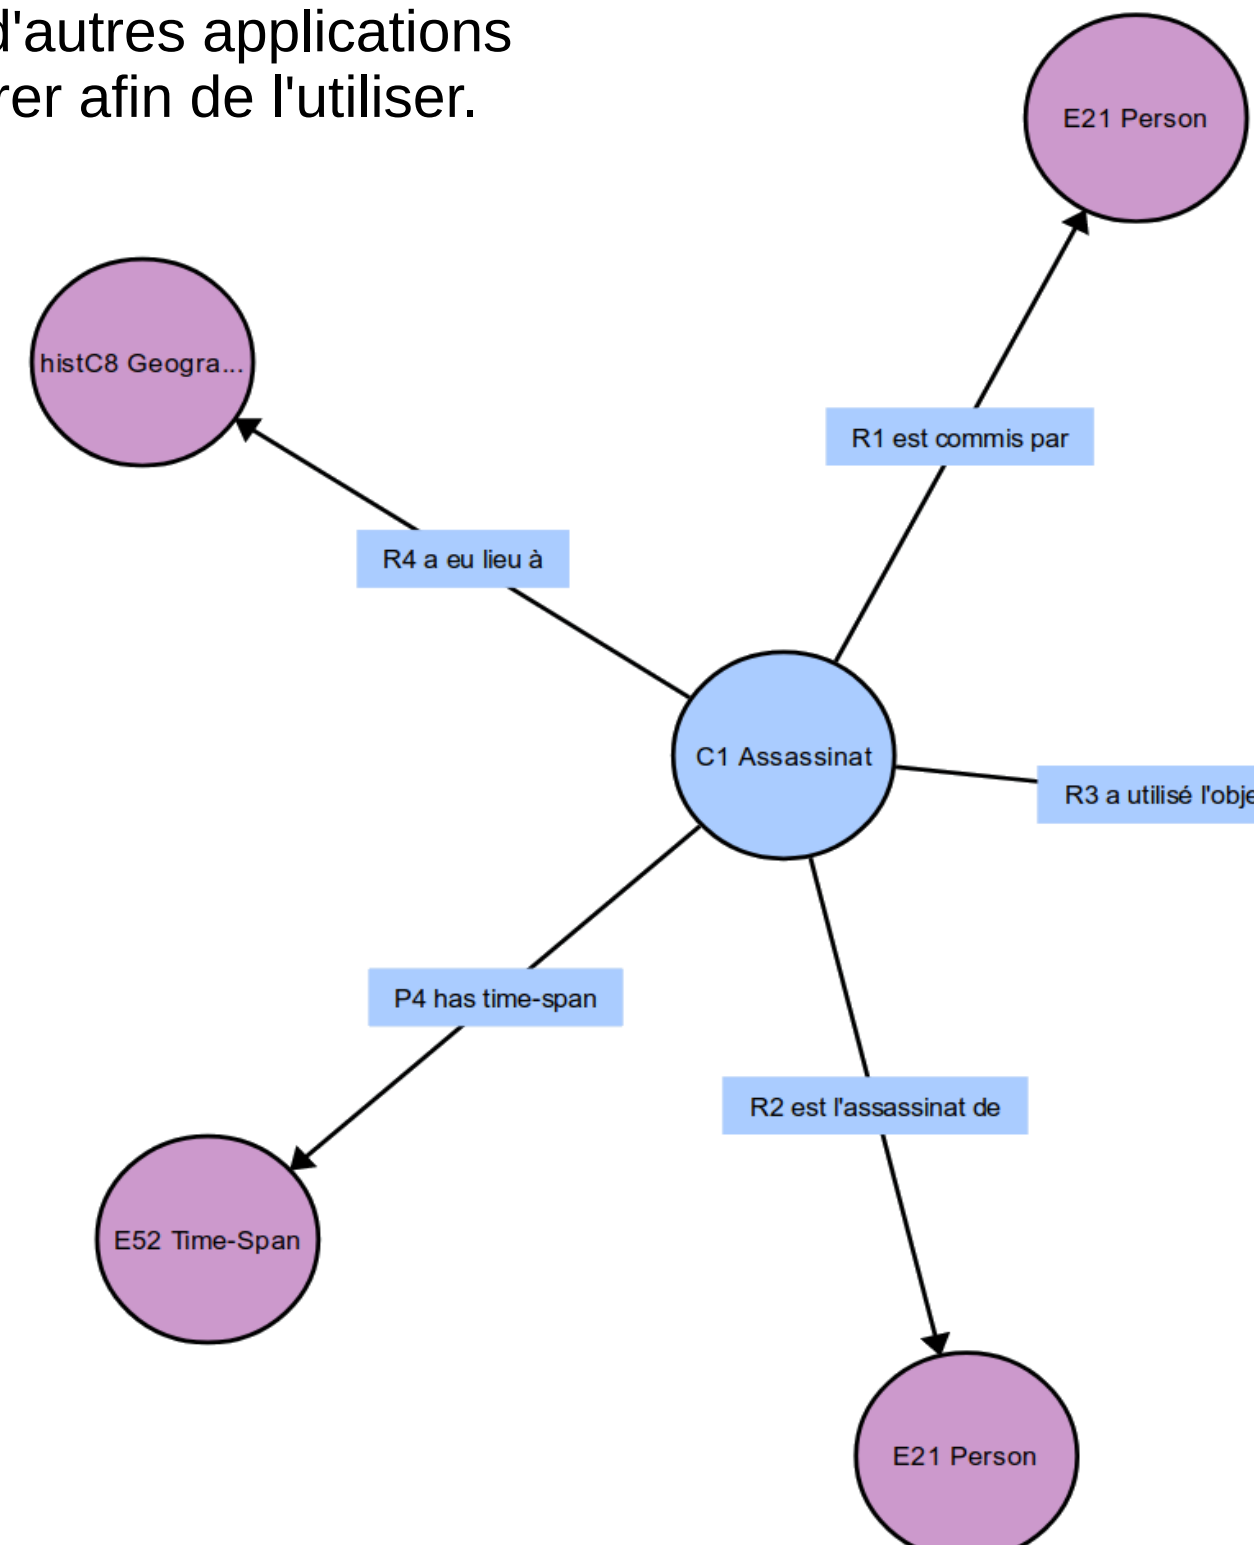 d'autres applications
rer afin de l'utiliser.
E21 Person
histC8 Geogra...
R1 est commis par
R4 a eu lieu à
C1 Assassinat
R3 a utilisé l'obje
P4 has time-span
R2 est l'assassinat de
E52 Time-Span
E21 Person